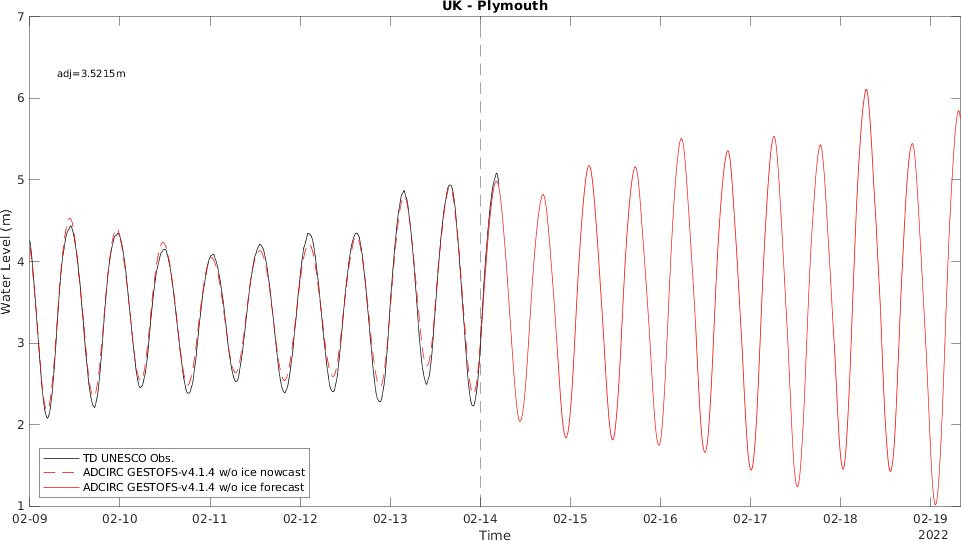 UK - Plymouth
adj=3.5215m
7
6
5
4
3
2
1
Water Level (m)
TD UNESCO Obs.
ADCIRC GESTOFS-v4.1.4 w/o ice nowcast
ADCIRC GESTOFS-v4.1.4 w/o ice forecast
02-09 02-10 02-11 02-12 02-13 02-14 02-15 02-16 02-17 02-18 02-19
Time
2022